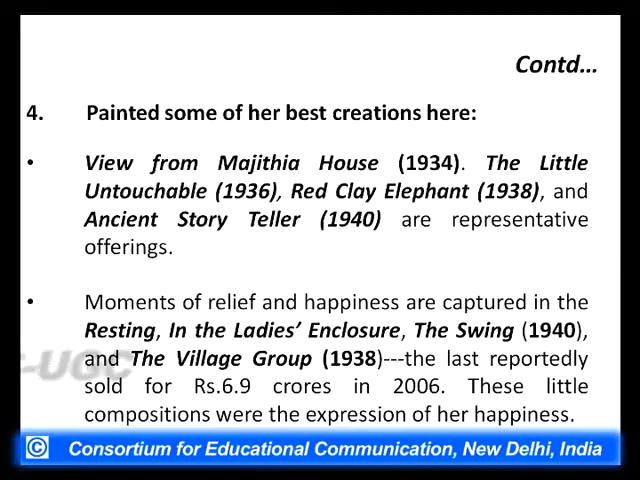 Contd…
4. Painted some of her best creations here:
• View from Majithia House (1934). The Little
Untouchable (1936), Red Clay Elephant (1938), and
Ancient Story Teller (1940) are representative
offerings.
• Moments of relief and happiness are captured in the
Resting, In the Ladies’ Enclosure, The Swing (1940),
and The Village Group (1938)---the last reportedly
sold for Rs.6.9 crores in 2006. These little
compositions were the expression of her happiness.
-UGC
© Consortium for Educational Communication, New Delhi, India